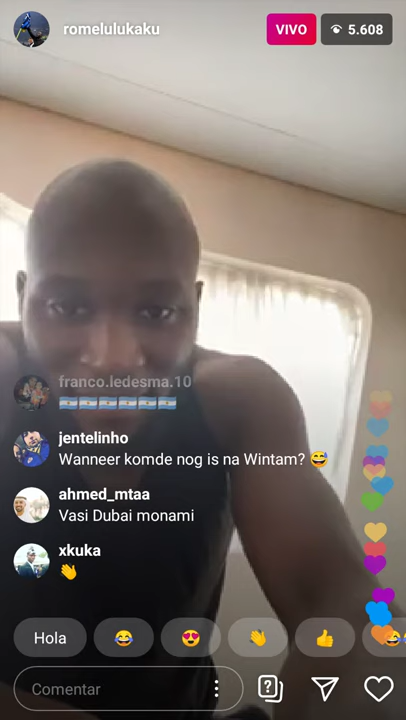 romelulukaku
VIVO
5.608
franco.ledesma.10
🇦🇷🇦🇷🇦🇷🇦🇷🇦🇷🇦🇷
jentelinho
Wanneer komde nog is na Wintam? 😅
ahmed_mtaa
Vasi Dubai monami
xkuka
👋
Hola 😂 😍 👋 👍 😅
Comentar